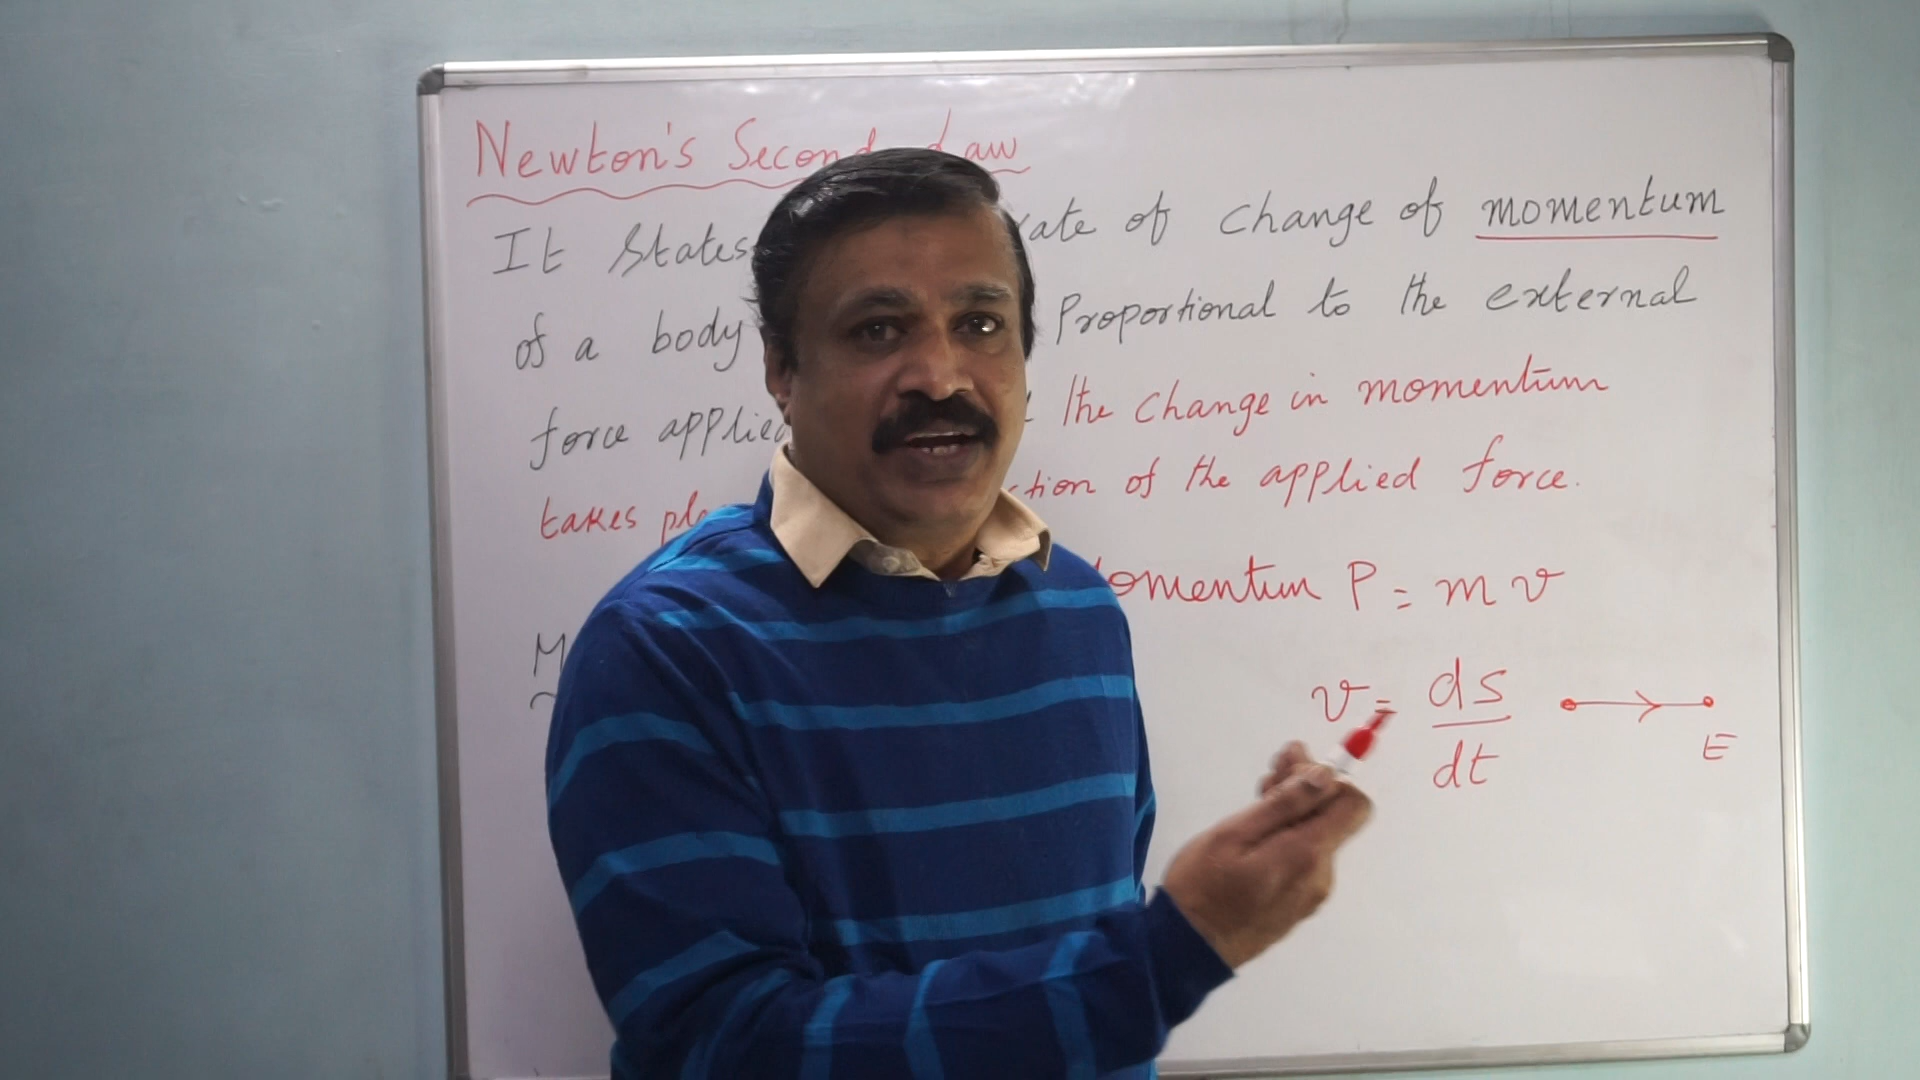 Newton's Second Law
It states rate of change of momentum
of a body Proportional to the external
force applied the change in momentum
takes of the applied force.
momentum P = m v
v = ds/dt
E